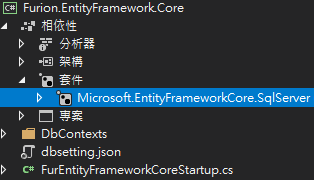 Furion.EntityFramework.Core
相依性
分析器
架構
套件
Microsoft.EntityFrameworkCore.SqlServer
專案
DbContexts
dbsetting.json
FurEntityFrameworkCoreStartup.cs